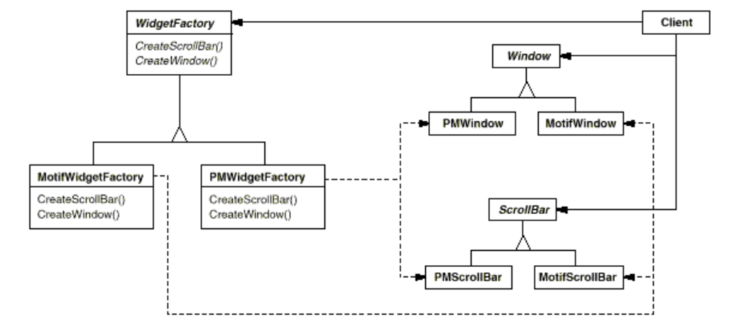 WidgetFactory
CreateScrollBar()
CreateWindow()
Client
Window
PMWindow
MotifWindow
MotifWidgetFactory
CreateScrollBar()
CreateWindow()
PMWidgetFactory
CreateScrollBar()
CreateWindow()
ScrollBar
PMScrollBar
MotifScrollBar